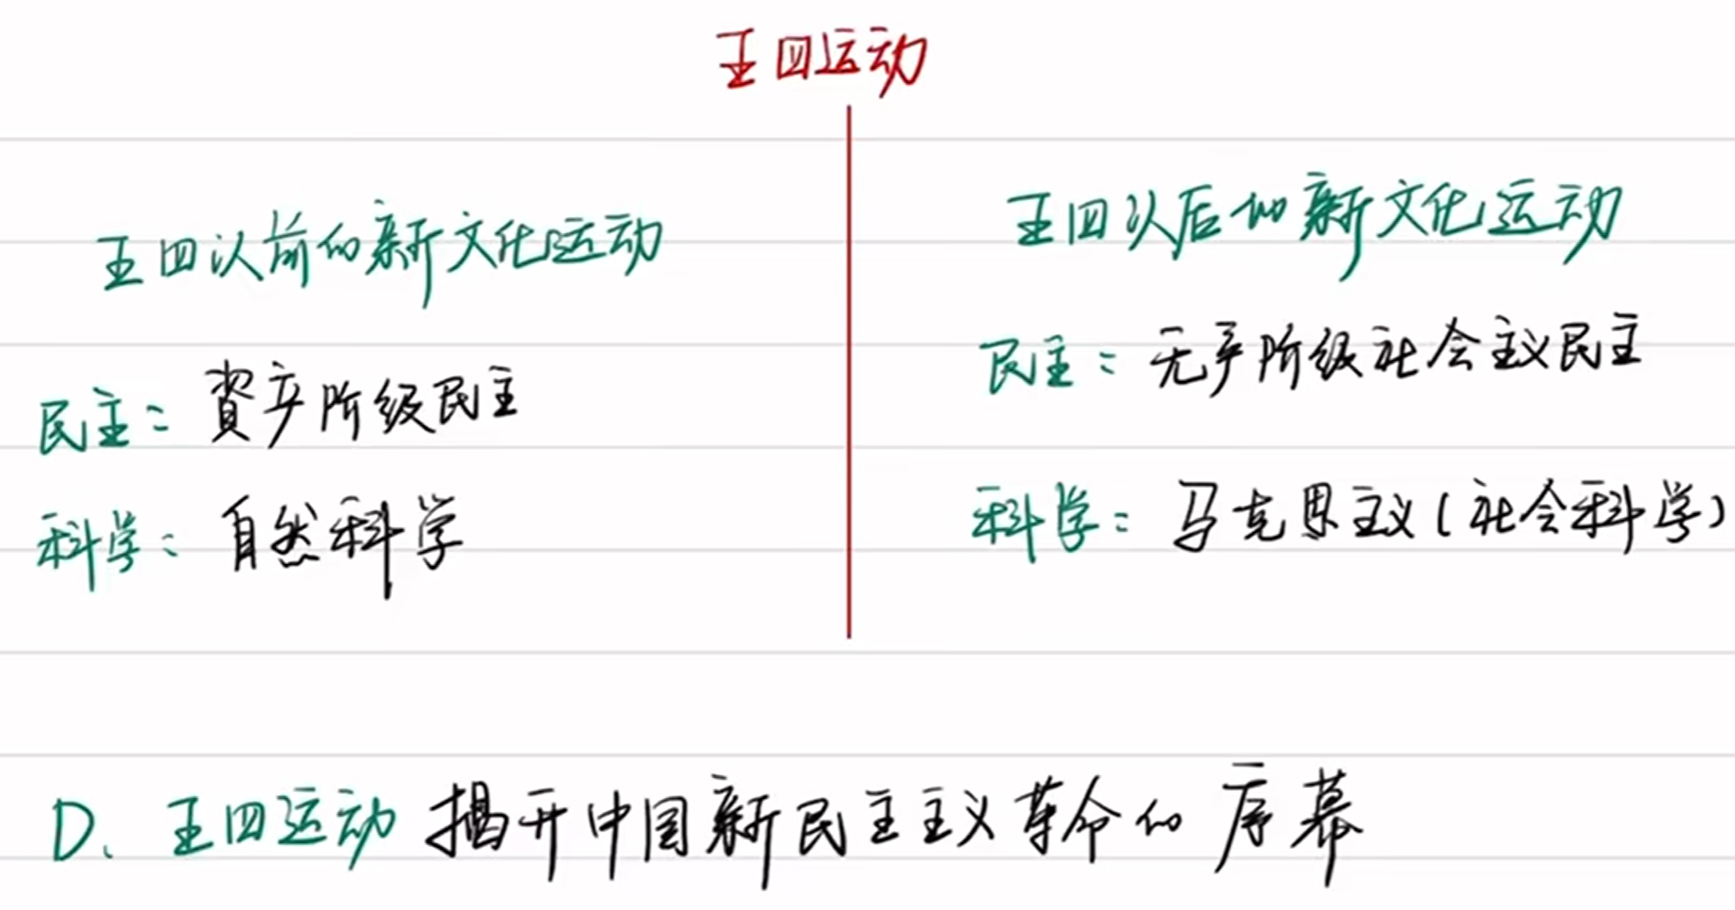 五四运动
五四以前的新文化运动
民主：资产阶级民主
科学：自然科学
五四以后的新文化运动
民主：无产阶级社会主义民主
科学：马克思主义(社会科学)
D、五四运动 揭开中国新民主主义革命的序幕